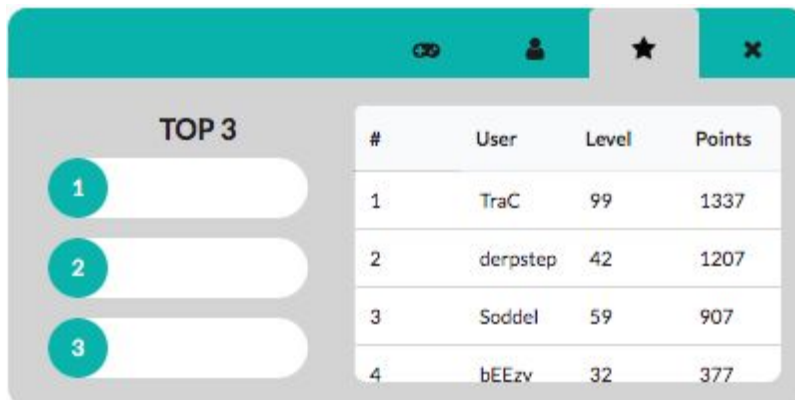 TOP 3
1
2
3
# User Level Points
1 TraC 99 1337
2 derpstep 42 1207
3 Soddel 59 907
4 bEEzy 32 377